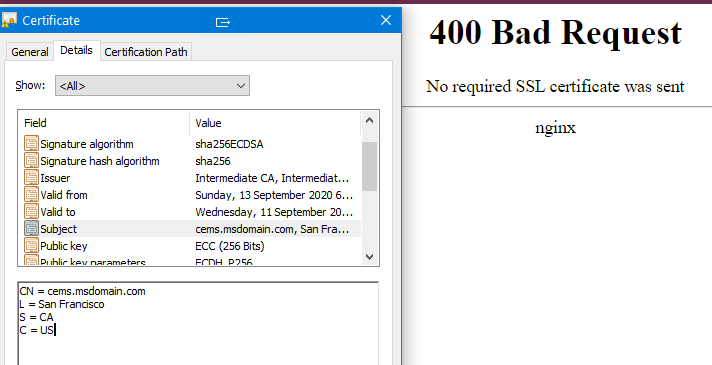 Certificate
General Details Certification Path
Show: <All>
Field Value
Signature algorithm sha256ECDSA
Signature hash algorithm sha256
Issuer Intermediate CA, Intermediat...
Valid from Sunday, 13 September 2020 6...
Valid to Wednesday, 11 September 20...
Subject cems.msdomain.com, San Fra...
Public key ECC (256 Bits)
Public key parameters ECDH_P256
CN = cems.msdomain.com
L = San Francisco
S = CA
C = US
400 Bad Request
No required SSL certificate was sent
nginx